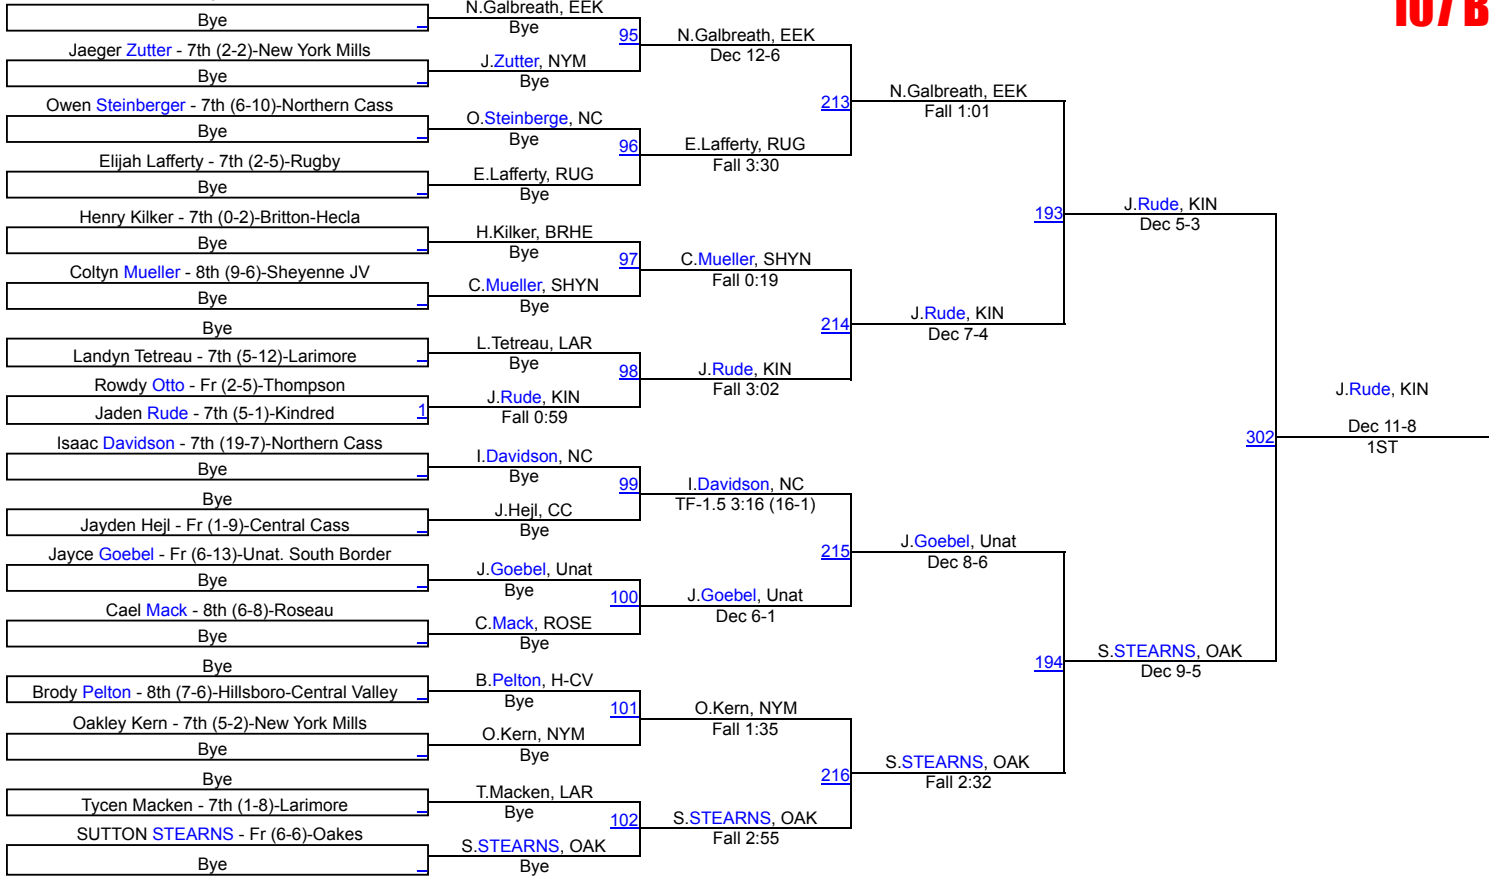 107 B
Bye
Jaeger Zutter - 7th (2-2)-New York Mills
Bye
Owen Steinberger - 7th (6-10)-Northern Cass
Bye
Elijah Lafferty - 7th (2-5)-Rugby
Bye
Henry Kilker - 7th (0-2)-Britton-Hecla
Bye
Coltyn Mueller - 8th (9-6)-Sheyenne JV
Bye
Bye
Landyn Tetreau - 7th (5-12)-Larimore
Rowdy Otto - Fr (2-5)-Thompson
Jaden Rude - 7th (5-1)-Kindred
1
Isaac Davidson - 7th (19-7)-Northern Cass
Bye
Bye
Jayden Hejl - Fr (1-9)-Central Cass
Jayce Goebel - Fr (6-13)-Unat. South Border
Bye
Cael Mack - 8th (6-8)-Roseau
Bye
Bye
Brody Pelton - 8th (7-6)-Hillsboro-Central Valley
Oakley Kern - 7th (5-2)-New York Mills
Bye
Bye
Tycen Macken - 7th (1-8)-Larimore
SUTTON STEARNS - Fr (6-6)-Oakes
Bye
N.Galbreath, EEK
Bye
95
J.Zutter, NYM
Bye
O.Steinberge, NC
Bye
96
E.Lafferty, RUG
Bye
H.Kilker, BRHE
Bye
97
C.Mueller, SHYN
Bye
L.Tetreau, LAR
Bye
98
J.Rude, KIN
Fall 0:59
I.Davidson, NC
Bye
99
J.Hejl, CC
Bye
J.Goebel, Unat
Bye
100
C.Mack, ROSE
Bye
B.Pelton, H-CV
Bye
101
O.Kern, NYM
Bye
T.Macken, LAR
Bye
102
S.STEARNS, OAK
Bye
N.Galbreath, EEK
Dec 12-6
213
E.Lafferty, RUG
Fall 3:30
C.Mueller, SHYN
Fall 0:19
214
J.Rude, KIN
Fall 3:02
I.Davidson, NC
TF-1.5 3:16 (16-1)
215
J.Goebel, Unat
Dec 6-1
O.Kern, NYM
Fall 1:35
216
S.STEARNS, OAK
Fall 2:55
N.Galbreath, EEK
Fall 1:01
193
J.Rude, KIN
Dec 7-4
J.Goebel, Unat
Dec 8-6
194
S.STEARNS, OAK
Fall 2:32
J.Rude, KIN
Dec 5-3
302
S.STEARNS, OAK
Dec 9-5
J.Rude, KIN
Dec 11-8
1ST